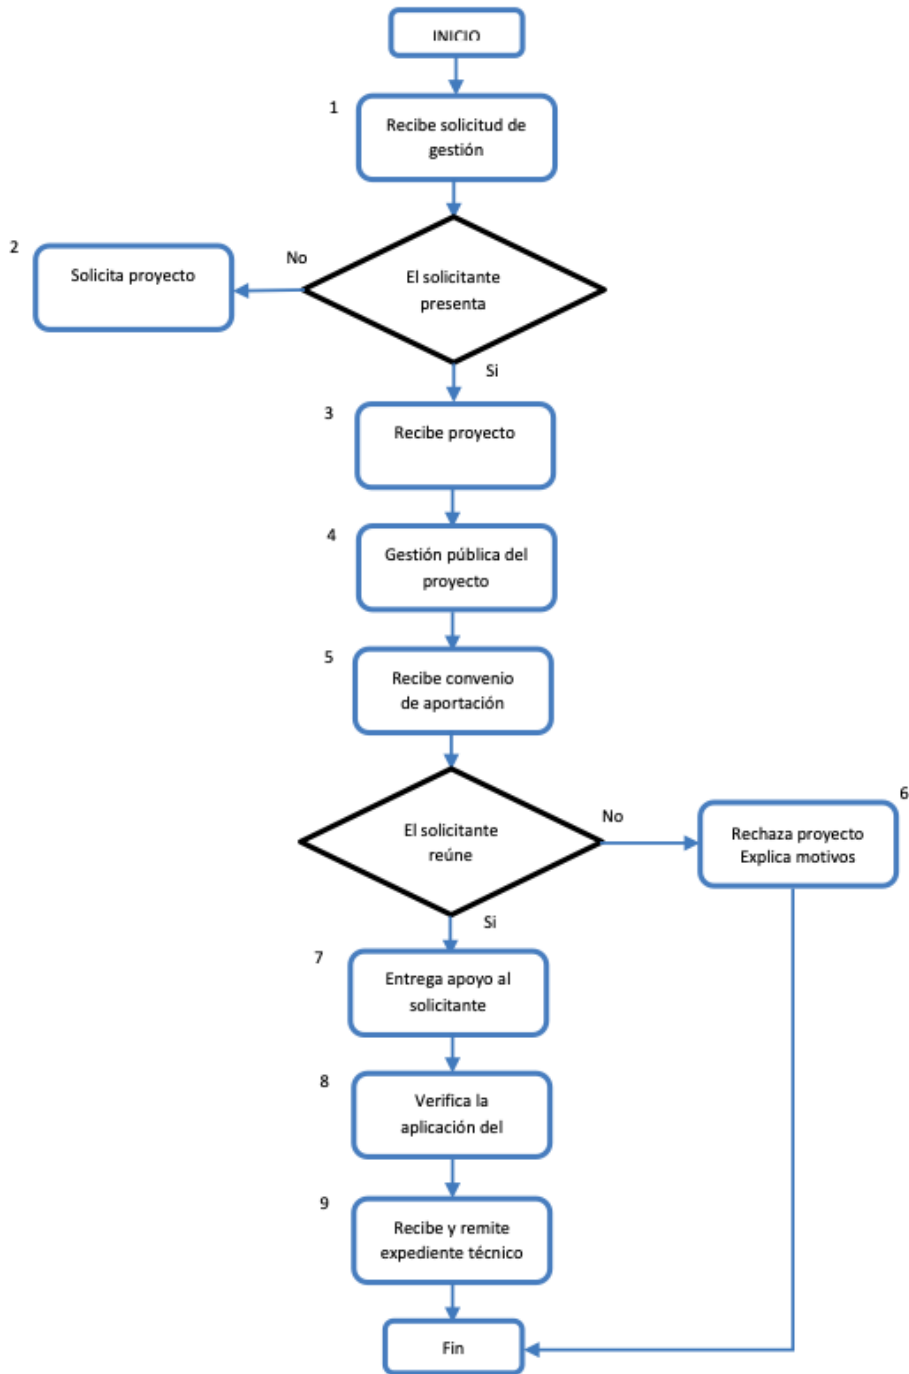 INICIO
1
Recibe solicitud de
gestión
2
Solicita proyecto
No
El solicitante
presenta
Si
3
Recibe proyecto
4
Gestión pública del
proyecto
5
Recibe convenio
de aportación
El solicitante
reúne
No
6
Rechaza proyecto
Explica motivos
Si
7
Entrega apoyo al
solicitante
8
Verifica la
aplicación del
9
Recibe y remite
expediente técnico
Fin